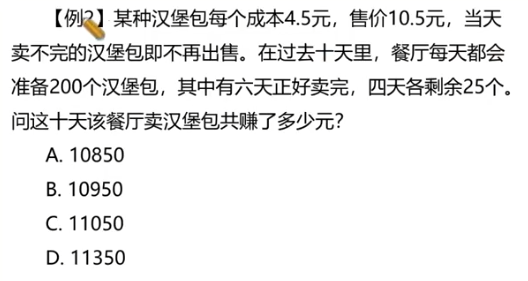 【例2】某种汉堡包每个成本4.5元，售价10.5元，当天
卖不完的汉堡包即不再出售。在过去十天里，餐厅每天都会
准备200个汉堡包，其中有六天正好卖完，四天各剩余25个。
问这十天该餐厅卖汉堡包共赚了多少元？
A. 10850
B. 10950
C. 11050
D. 11350